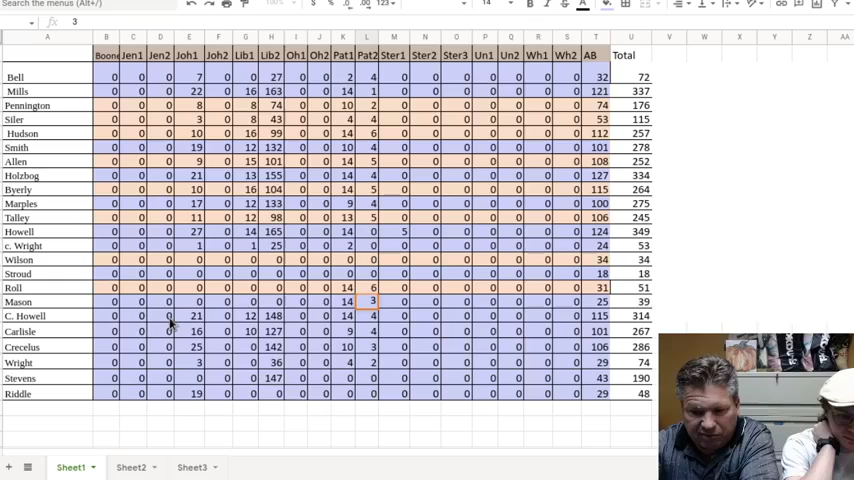 Search the menus (Alt+/)
100%
14
3
A B C D E F G H I J K L M N O P Q R S T U V W X Y Z
Boone Jen1 Jen2 Joh1 Joh2 Lib1 Lib2 Oh1 Oh2 Pat1 Pat2 Ster1 Ster2 Ster3 Un1 Un2 Wh1 Wh2 AB Total
Bell 0 0 0 7 0 0 27 0 0 2 4 0 0 0 0 0 0 0 32 72
Mills 0 0 0 22 0 16 163 0 0 14 1 0 0 0 0 0 0 0 121 337
Pennington 0 0 0 8 0 8 74 0 0 10 2 0 0 0 0 0 0 0 74 176
Siler 0 0 0 3 0 8 43 0 0 4 4 0 0 0 0 0 0 0 53 115
Hudson 0 0 0 10 0 16 99 0 0 14 6 0 0 0 0 0 0 0 112 257
Smith 0 0 0 19 0 12 132 0 0 10 4 0 0 0 0 0 0 0 101 278
Allen 0 0 0 9 0 15 101 0 0 14 5 0 0 0 0 0 0 0 108 252
Holzbog 0 0 0 21 0 13 155 0 0 14 4 0 0 0 0 0 0 0 127 334
Byerly 0 0 0 10 0 16 104 0 0 14 5 0 0 0 0 0 0 0 115 264
Marples 0 0 0 17 0 12 133 0 0 9 4 0 0 0 0 0 0 0 100 275
Talley 0 0 0 11 0 12 98 0 0 13 5 0 0 0 0 0 0 0 106 245
Howell 0 0 0 27 0 14 165 0 0 14 0 5 0 0 0 0 0 0 124 349
c. Wright 0 0 0 1 0 1 25 0 0 2 0 0 0 0 0 0 0 0 24 53
Wilson 0 0 0 0 0 0 0 0 0 0 0 0 0 0 0 0 0 0 34 34
Stroud 0 0 0 0 0 0 0 0 0 0 0 0 0 0 0 0 0 0 18 18
Roll 0 0 0 0 0 0 0 0 0 14 6 0 0 0 0 0 0 0 31 51
Mason 0 0 0 0 0 0 0 0 0 14 3 0 0 0 0 0 0 0 25 39
C. Howell 0 0 0 21 0 12 148 0 0 14 4 0 0 0 0 0 0 0 115 314
Carlisle 0 0 0 16 0 10 127 0 0 9 4 0 0 0 0 0 0 0 101 267
Crecelus 0 0 0 25 0 0 142 0 0 10 3 0 0 0 0 0 0 0 106 286
Wright 0 0 0 3 0 0 36 0 0 4 2 0 0 0 0 0 0 0 29 74
Stevens 0 0 0 0 0 0 147 0 0 0 0 0 0 0 0 0 0 0 43 190
Riddle 0 0 0 19 0 0 0 0 0 0 0 0 0 0 0 0 0 0 29 48
Sheet1 Sheet2 Sheet3